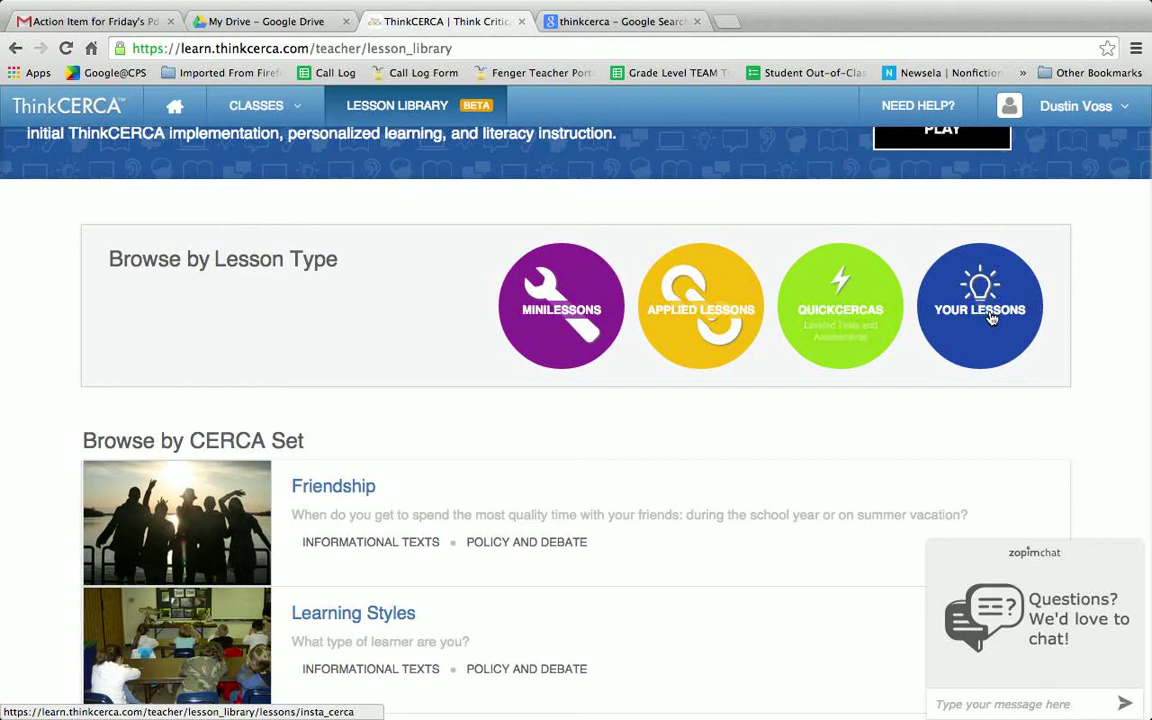 Action Item for Friday's Pd
My Drive - Google Drive
ThinkCERCA | Think Critic
thinkcerca - Google Search
https://learn.thinkcerca.com/teacher/lesson_library
Apps
Google@CPS
Imported From Firef
Call Log
Call Log Form
Fenger Teacher Port
Grade Level TEAM T
Student Out-of-Clas
Newsela | Nonfiction
»
Other Bookmarks
ThinkCERCA™
CLASSES
LESSON LIBRARY BETA
NEED HELP?
Dustin Voss
initial ThinkCERCA implementation, personalized learning, and literacy instruction.
PLAY
Browse by Lesson Type
MINILESSONS
APPLIED LESSONS
QUICKCERCAS
Leveled Texts and
Assessments
YOUR LESSONS
Browse by CERCA Set
Friendship
When do you get to spend the most quality time with your friends: during the school year or on summer vacation?
INFORMATIONAL TEXTS • POLICY AND DEBATE
Learning Styles
What type of learner are you?
INFORMATIONAL TEXTS • POLICY AND DEBATE
zopim chat
Questions?
We'd love to
chat!
Type your message here
https://learn.thinkcerca.com/teacher/lesson_library/lessons/insta_cerca